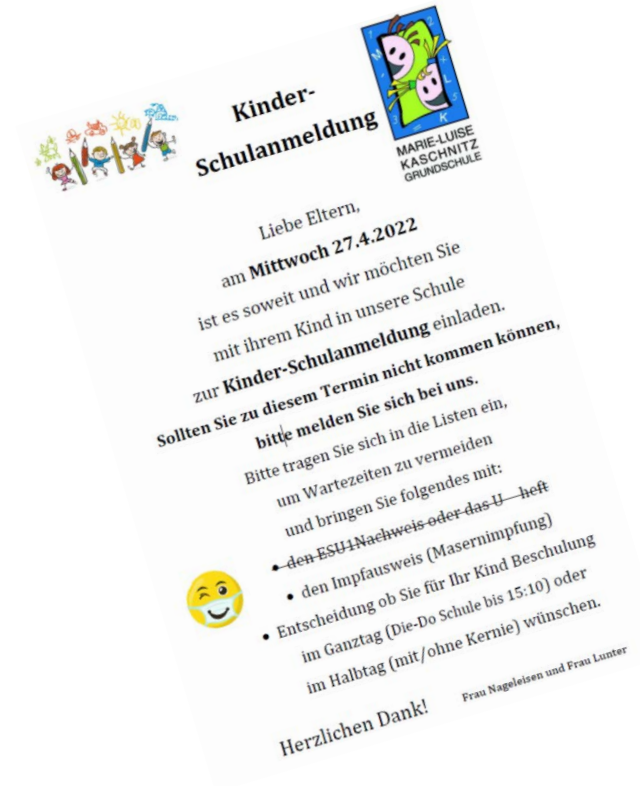 Kinder-
Schulanmeldung
MARIE-LUISE
KASCHNITZ
GRUNDSCHULE
Liebe Eltern,
am Mittwoch 27.4.2022
ist es soweit und wir möchten Sie
mit ihrem Kind in unsere Schule
zur Kinder-Schulanmeldung einladen.
Sollten Sie zu diesem Termin nicht kommen können,
bitte melden Sie sich bei uns.
Bitte tragen Sie sich in die Listen ein,
um Wartezeiten zu vermeiden
und bringen Sie folgendes mit:
• den ESU1Nachweis oder das U heft
• den Impfausweis (Masernimpfung)
• Entscheidung ob Sie für Ihr Kind Beschulung
im Ganztag (Die-Do Schule bis 15:10) oder
im Halbtag (mit/ohne Kernie) wünschen.
Frau Nageleisen und Frau Lunter
Herzlichen Dank!